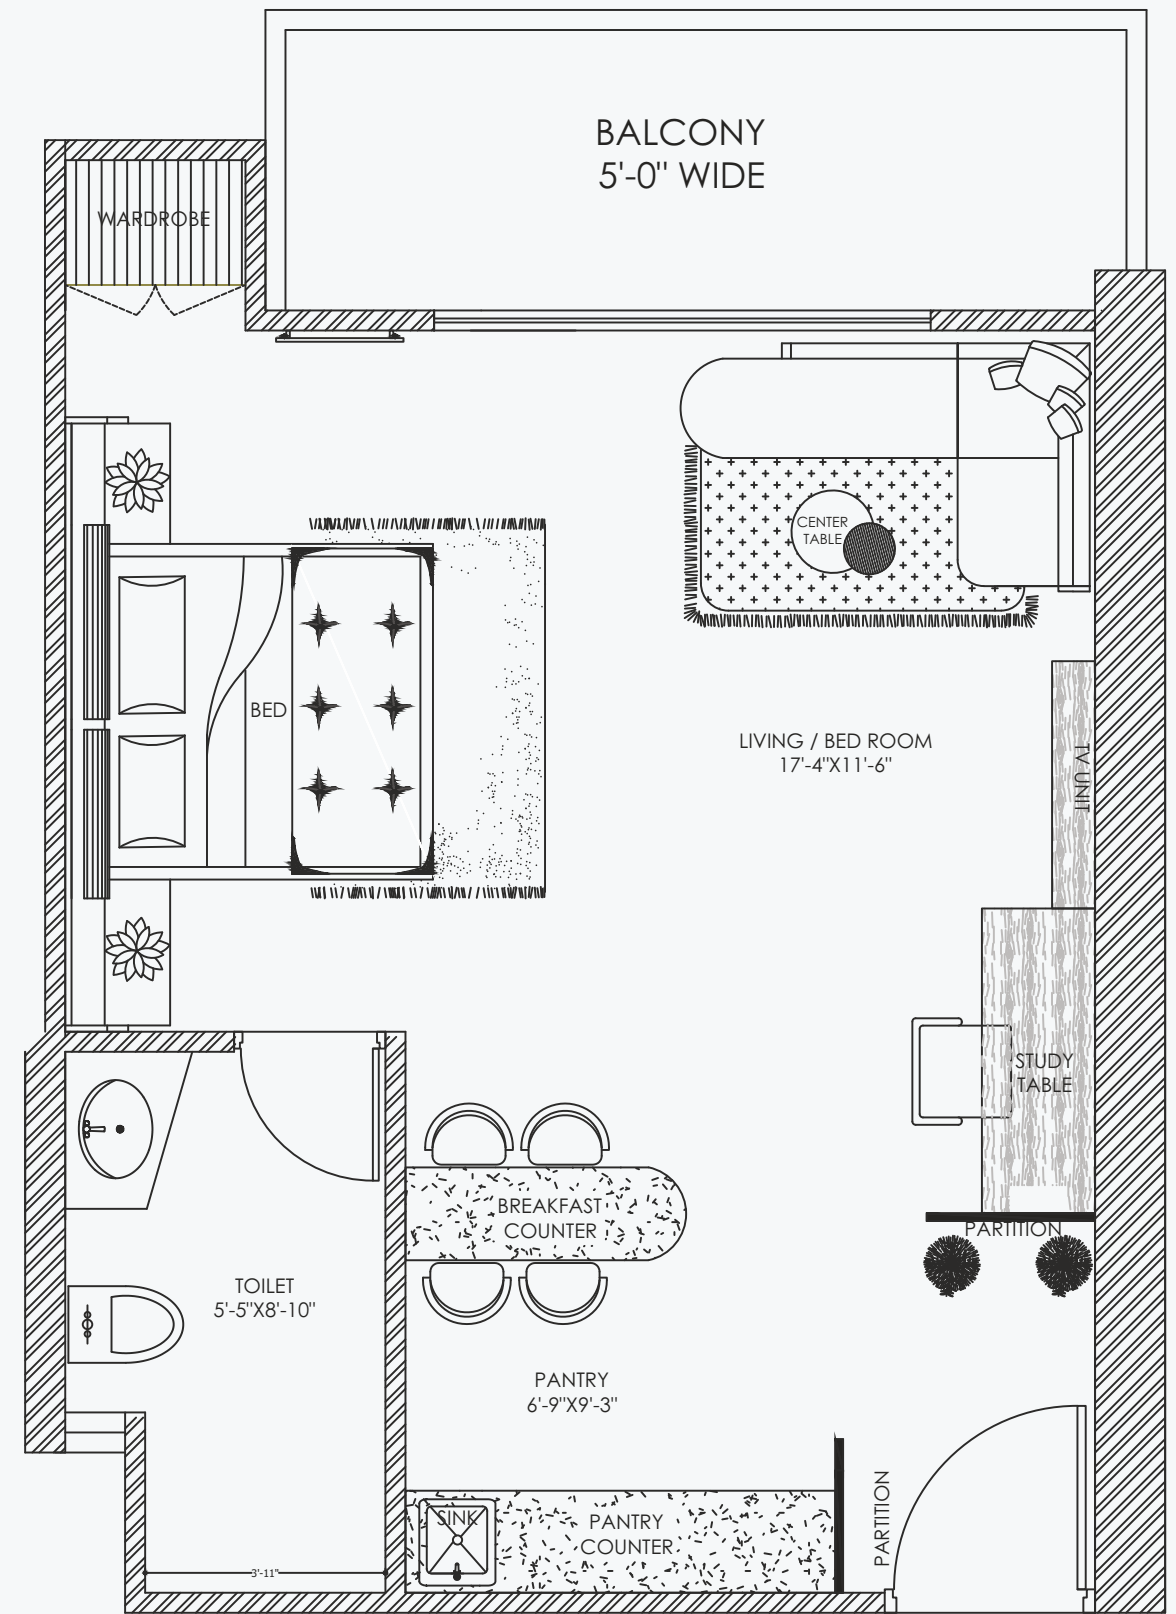 BALCONY
5'-0" WIDE
WARDROBE
CENTER
TABLE
BED
LIVING / BED ROOM
17'-4"X11'-6"
TV UNIT
STUDY
TABLE
BREAKFAST
COUNTER
PARTITION
TOILET
5'-5"X8'-10"
PANTRY
6'-9"X9'-3"
PARTITION
SINK
PANTRY
COUNTER
3'-11"